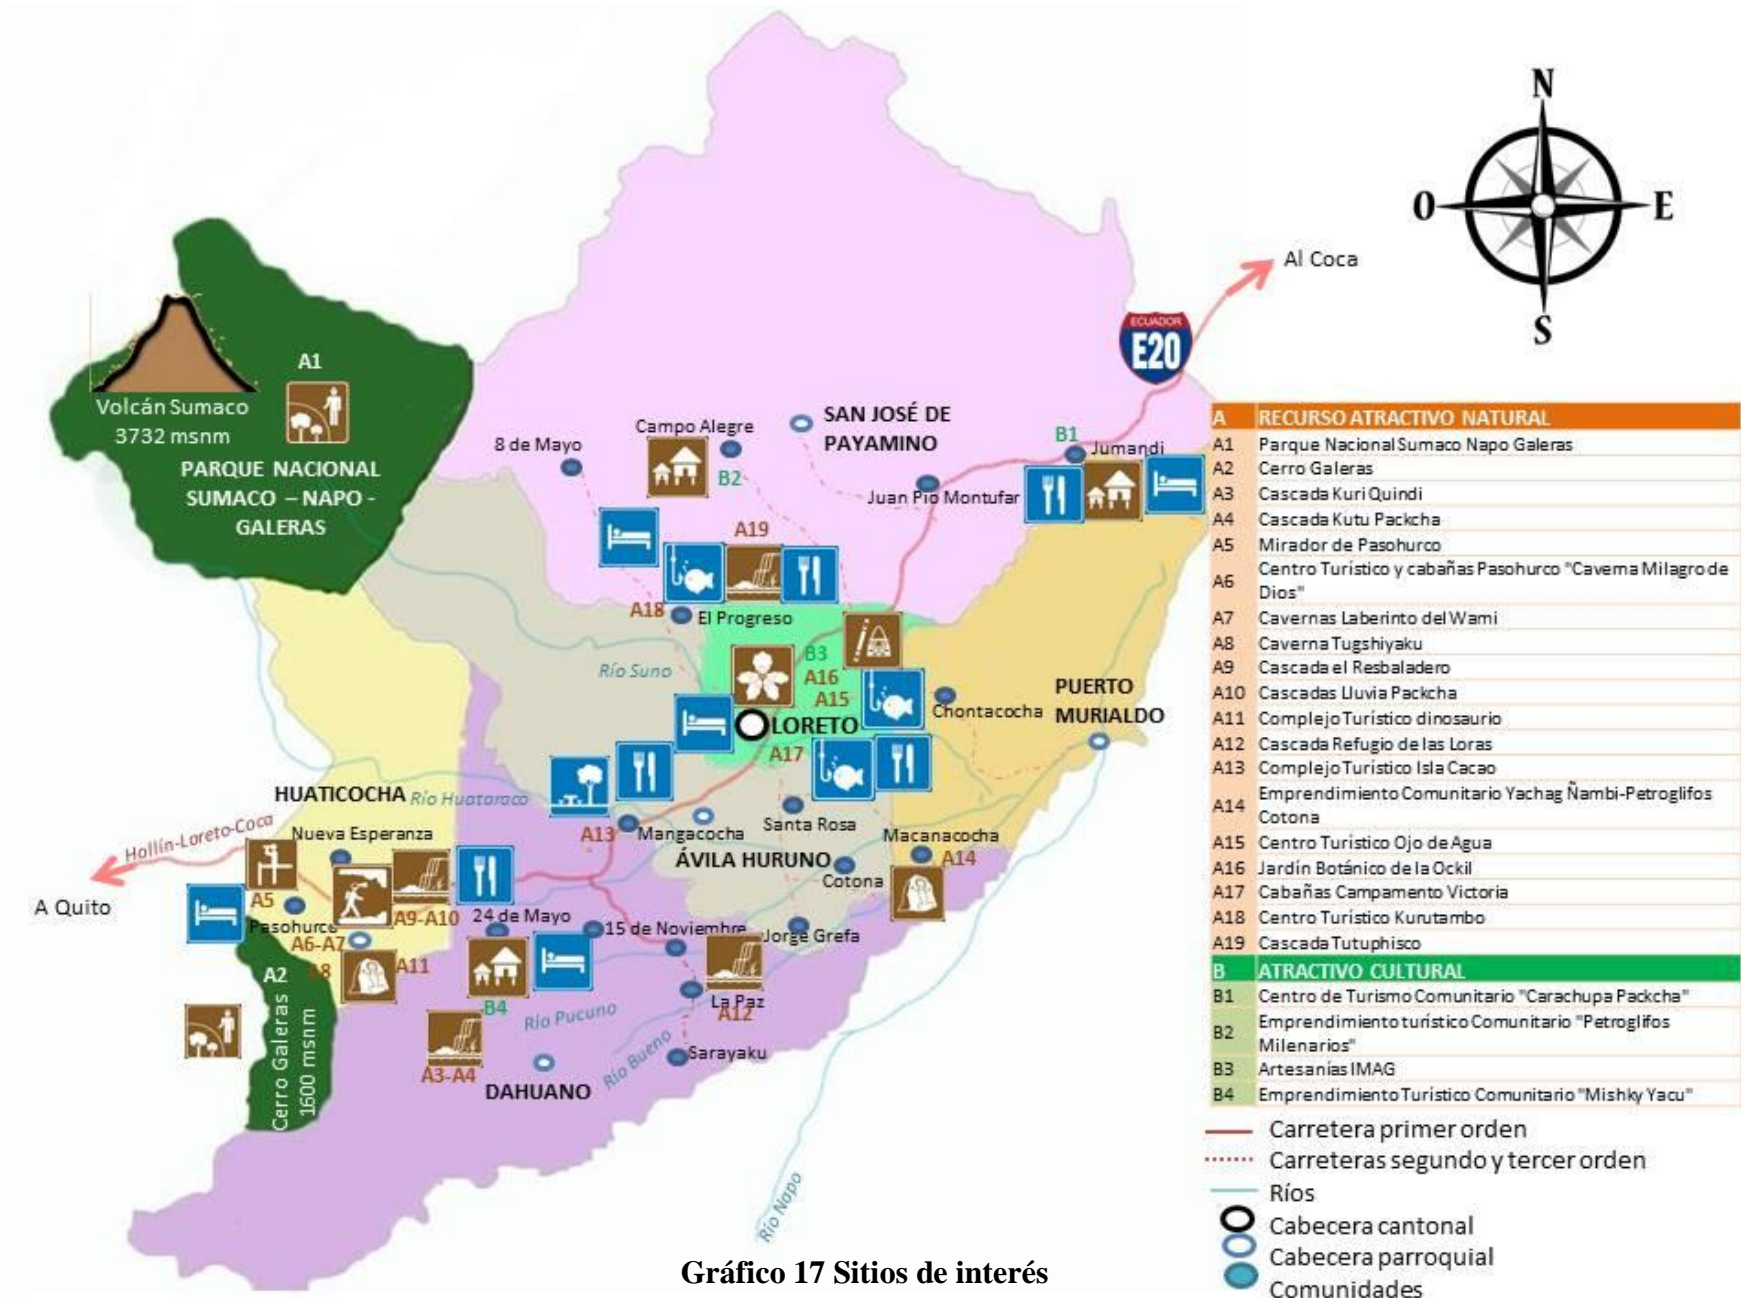 N
O
E
S
Al Coca
ECUADOR
E20
A1
Volcán Sumaco
3732 msnm
PARQUE NACIONAL
SUMACO – NAPO -
GALERAS
8 de Mayo
Campo Alegre
B2
SAN JOSÉ DE
PAYAMINO
B1
Jumandi
Juan Pio Montufar
A19
A18
El Progreso
Río Suno
B3
A16
A15
LORETO
A17
Chontacocha
PUERTO
MURIALDO
HUATICOCHA
Río Huataraco
Hollín-Loreto-Coca
A Quito
Nueva Esperanza
A5
Pasohurco
A6-A7
A8
A9-A10
A11
A13
Mangacocha
Santa Rosa
ÁVILA HURUNO
Macanacocha
A14
Cotona
24 de Mayo
15 de Noviembre
Jorge Grefa
B4
La Paz
A12
Río Pucuno
Río Bueno
Sarayaku
A3-A4
DAHUANO
A2
Cerro Galeras
1600 msnm
Río Napo
A RECURSO ATRACTIVO NATURAL
A1 Parque Nacional Sumaco Napo Galeras
A2 Cerro Galeras
A3 Cascada Kuri Quindi
A4 Cascada Kutu Packcha
A5 Mirador de Pasohurco
A6 Centro Turístico y cabañas Pasohurco "Caverna Milagro de
Dios"
A7 Cavernas Laberinto del Wami
A8 Caverna Tugshiyaku
A9 Cascada el Resbaladero
A10 Cascadas Lluvia Packcha
A11 Complejo Turístico dinosaurio
A12 Cascada Refugio de las Loras
A13 Complejo Turístico Isla Cacao
A14 Emprendimiento Comunitario Yachag Ñambi-Petroglifos
Cotona
A15 Centro Turístico Ojo de Agua
A16 Jardín Botánico de la Ockil
A17 Cabañas Campamento Victoria
A18 Centro Turístico Kurutambo
A19 Cascada Tutuphisco
B ATRACTIVO CULTURAL
B1 Centro de Turismo Comunitario "Carachupa Packcha"
B2 Emprendimiento turístico Comunitario "Petroglifos
Milenarios"
B3 Artesanías IMAG
B4 Emprendimiento Turístico Comunitario "Mishky Yacu"
Carretera primer orden
Carreteras segundo y tercer orden
Ríos
Cabecera cantonal
Cabecera parroquial
Comunidades
Gráfico 17 Sitios de interés